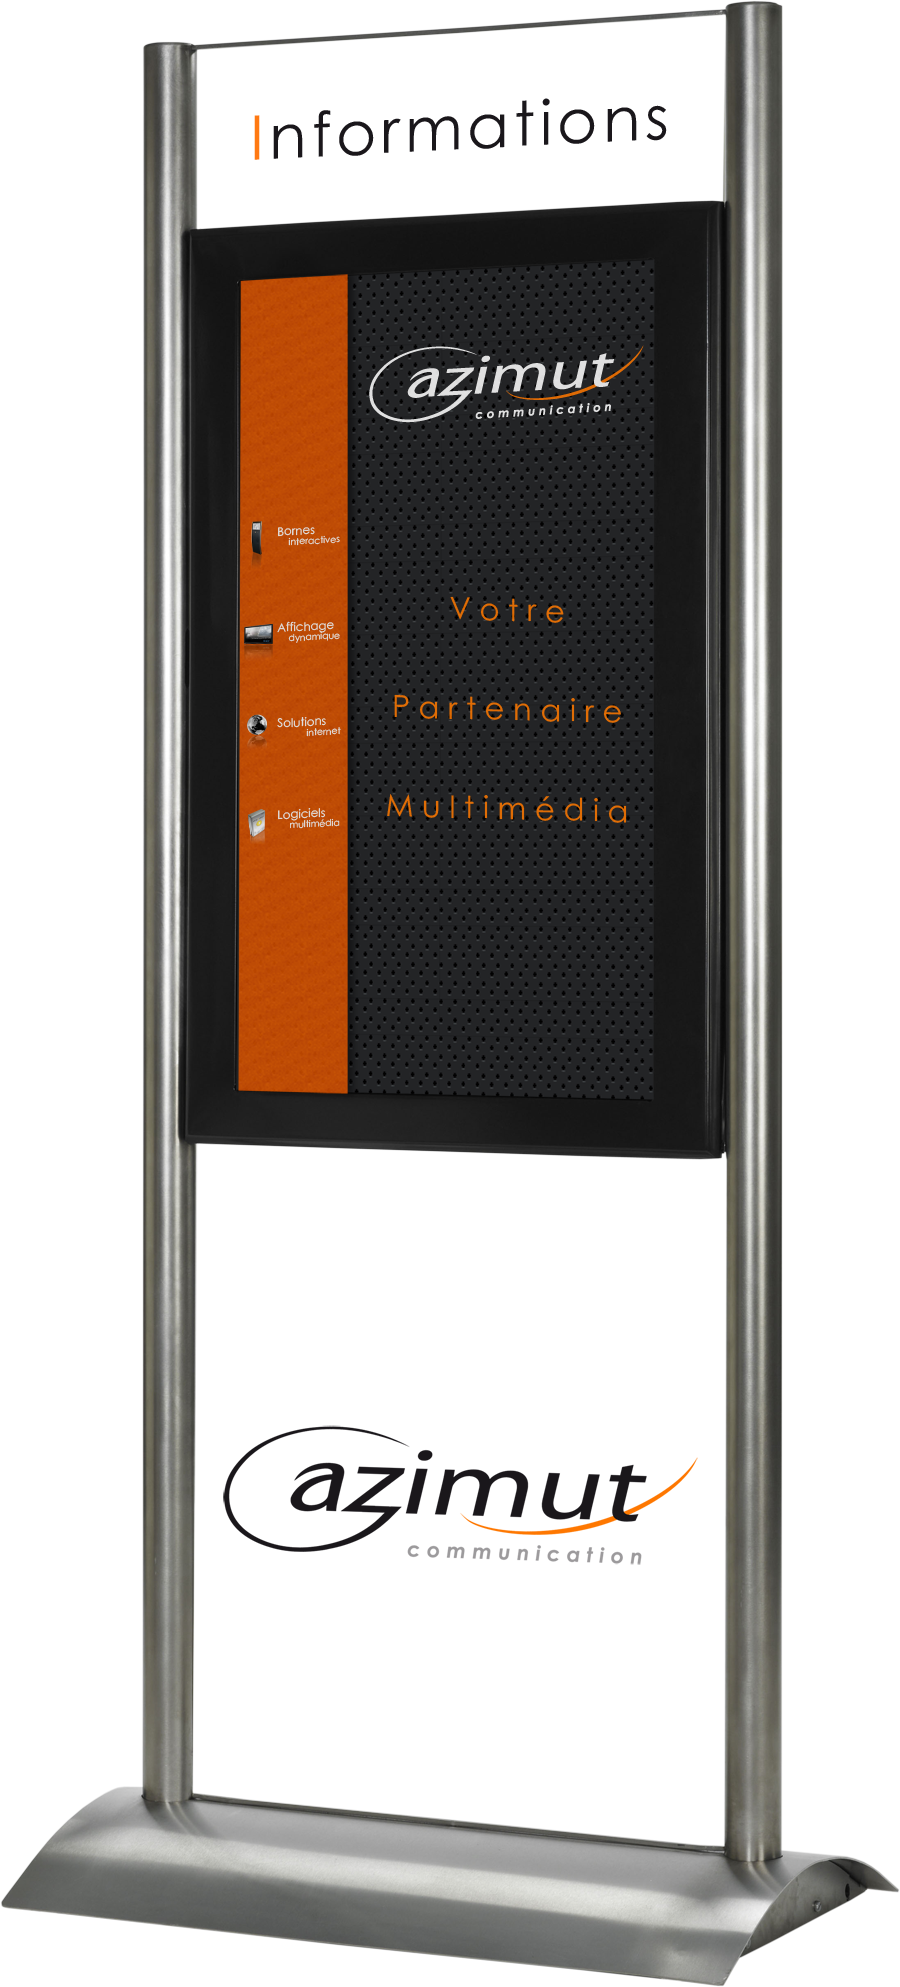 Informations
azimut
communication
Bornes
interactives
Affichage
dynamique
Solutions
internet
Logiciels
multimédia
Votre
Partenaire
Multimédia
azimut
communication